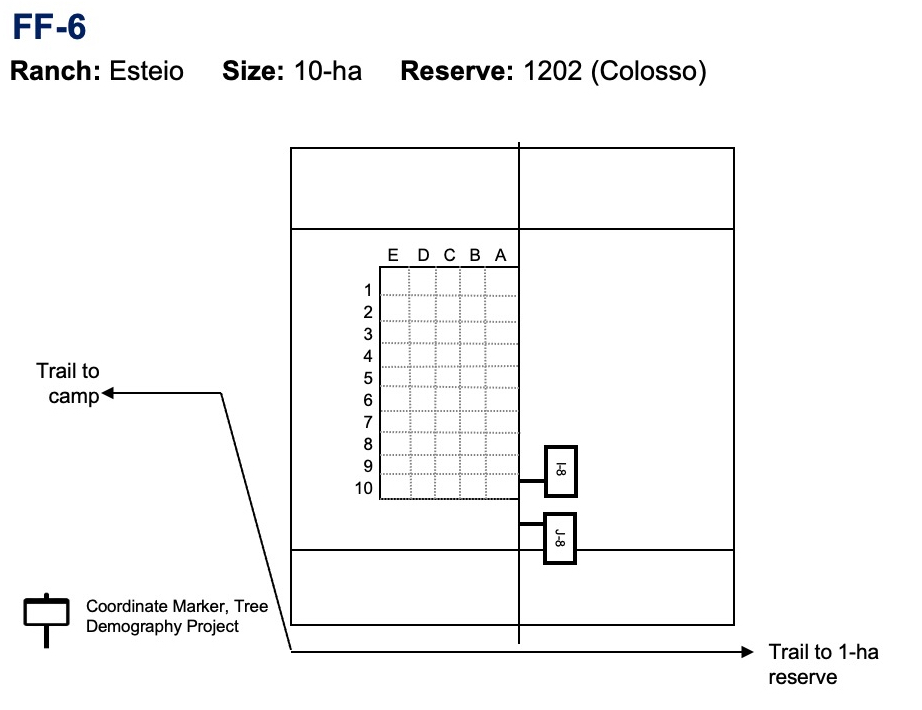 FF-6
Ranch: Esteio Size: 10-ha Reserve: 1202 (Colosso)
E D C B A
1
2
3
4
5
6
7
8
9
10
Trail to
camp
I-8
J-8
Coordinate Marker, Tree
Demography Project
Trail to 1-ha
reserve